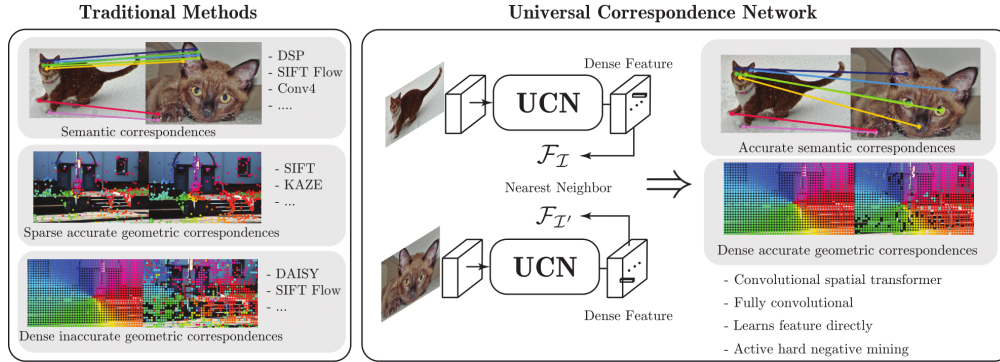 Traditional Methods
- DSP
- SIFT Flow
- Conv4
- ....
Semantic correspondences
- SIFT
- KAZE
- ...
Sparse accurate geometric correspondences
- DAISY
- SIFT Flow
- ...
Dense inaccurate geometric correspondences
Universal Correspondence Network
Dense Feature
UCN
ℱ_ℐ
Nearest Neighbor
ℱ_ℐ′
UCN
Dense Feature
⇒
Accurate semantic correspondences
Dense accurate geometric correspondences
- Convolutional spatial transformer
- Fully convolutional
- Learns feature directly
- Active hard negative mining